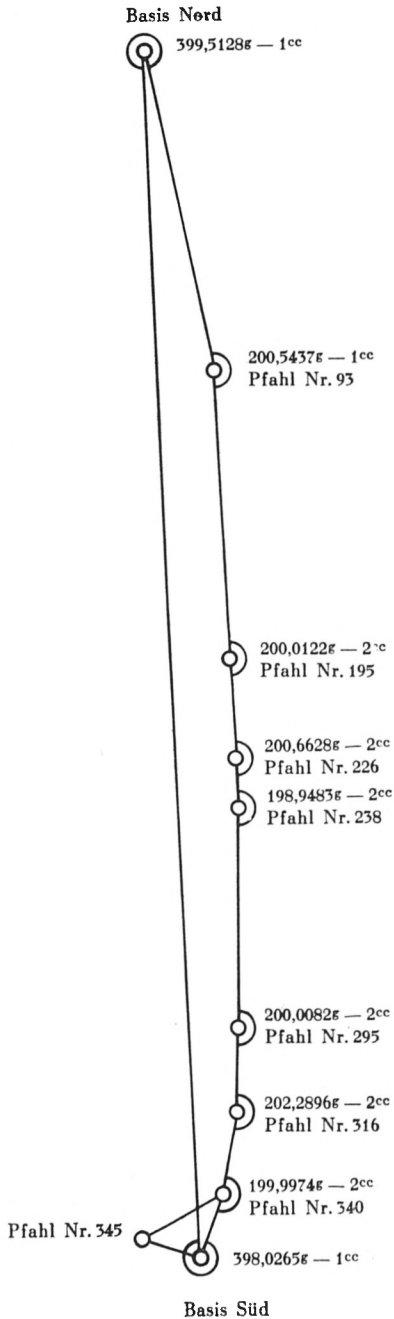 Basis Nord
399,5128g — 1cc
200,5437g — 1cc
Pfahl Nr. 93
200,0122g — 2cc
Pfahl Nr. 195
200,6628g — 2cc
Pfahl Nr. 226
198,9483g — 2cc
Pfahl Nr. 238
200,0082g — 2cc
Pfahl Nr. 295
202,2896g — 2cc
Pfahl Nr. 316
199,9974g — 2cc
Pfahl Nr. 340
Pfahl Nr. 345
398,0265g — 1cc
Basis Süd